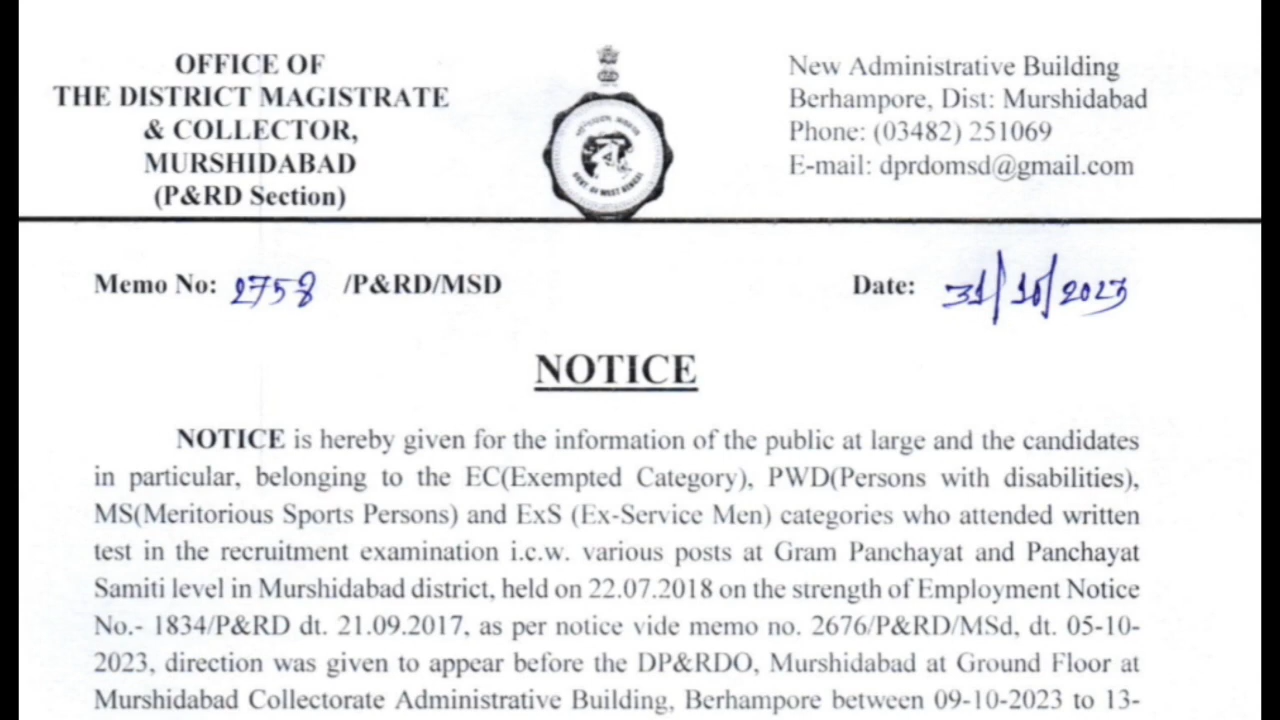 OFFICE OF
THE DISTRICT MAGISTRATE
& COLLECTOR,
MURSHIDABAD
(P&RD Section)
GOVT. OF WEST BENGAL
New Administrative Building
Berhampore, Dist: Murshidabad
Phone: (03482) 251069
E-mail: dprdomsd@gmail.com
Memo No: 2758 /P&RD/MSD
Date: 31/10/2023
NOTICE
NOTICE is hereby given for the information of the public at large and the candidates
in particular, belonging to the EC(Exempted Category), PWD(Persons with disabilities),
MS(Meritorious Sports Persons) and ExS (Ex-Service Men) categories who attended written
test in the recruitment examination i.c.w. various posts at Gram Panchayat and Panchayat
Samiti level in Murshidabad district, held on 22.07.2018 on the strength of Employment Notice
No.- 1834/P&RD dt. 21.09.2017, as per notice vide memo no. 2676/P&RD/MSd, dt. 05-10-
2023, direction was given to appear before the DP&RDO, Murshidabad at Ground Floor at
Murshidabad Collectorate Administrative Building, Berhampore between 09-10-2023 to 13-